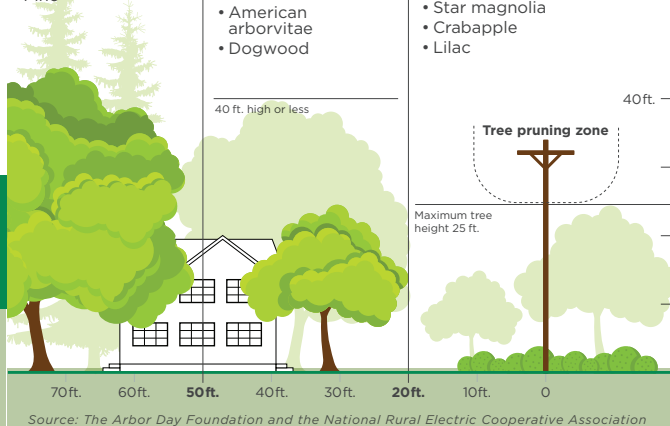 • American
arborvitae
• Dogwood
• Star magnolia
• Crabapple
• Lilac
40 ft. high or less
40ft.
Tree pruning zone
Maximum tree
height 25 ft.
70ft. 60ft. 50ft. 40ft. 30ft. 20ft. 10ft. 0
Source: The Arbor Day Foundation and the National Rural Electric Cooperative Association